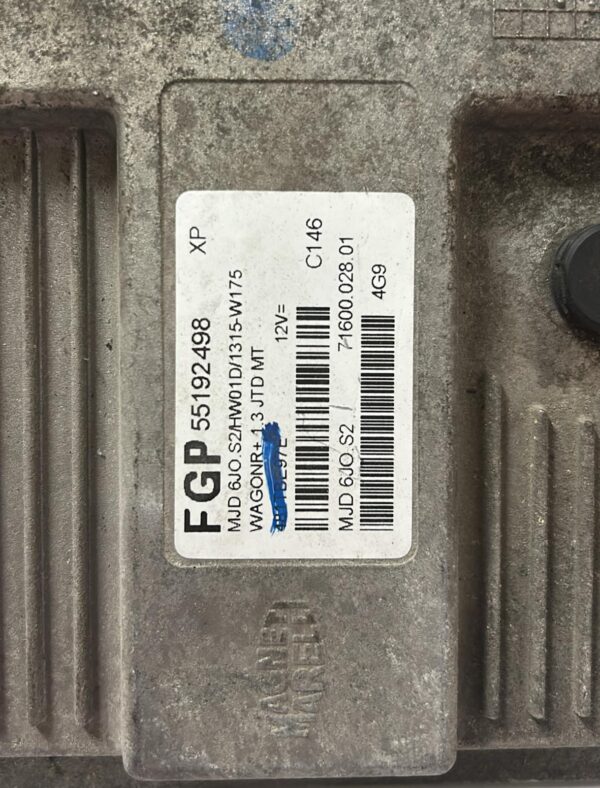 FGP 55192498 XP
MJD 6JO.S2/HW01D/1315-W175
WAGONR+ 1.3 JTD MT
12V= C146
MJD 6JO.S2 71600.028.01
4G9
MAGNETI
MARELLI